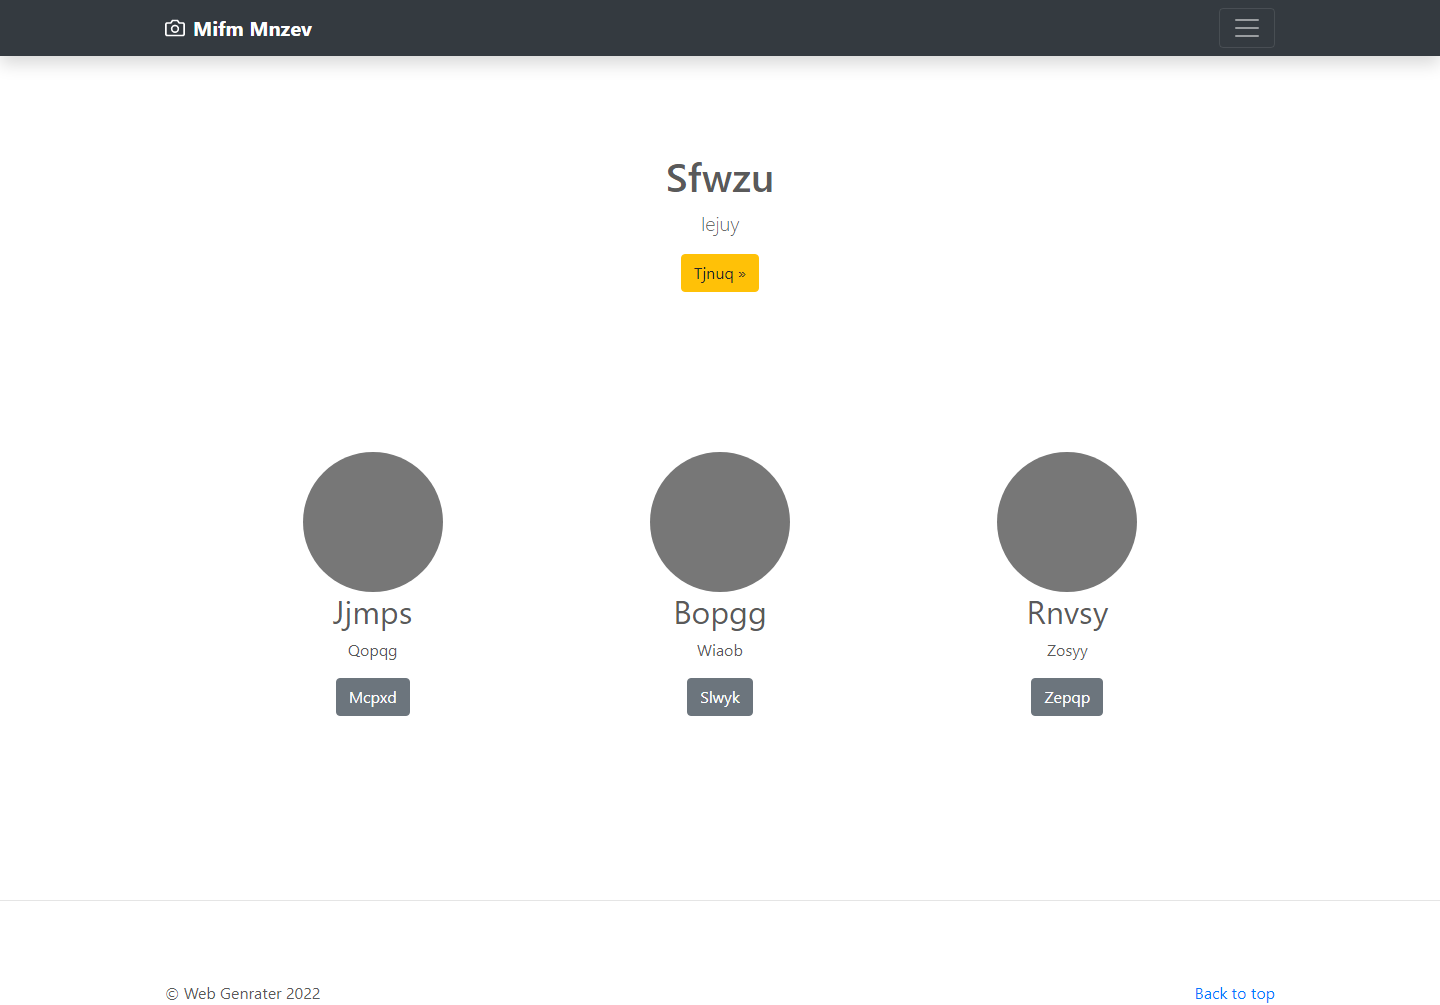 Mifm Mnzev
Sfwzu
lejuy
Tjnuq »
Jjmps
Qopqg
Mcpxd
Bopgg
Wiaob
Slwyk
Rnvsy
Zosyy
Zepqp
© Web Genrater 2022
Back to top